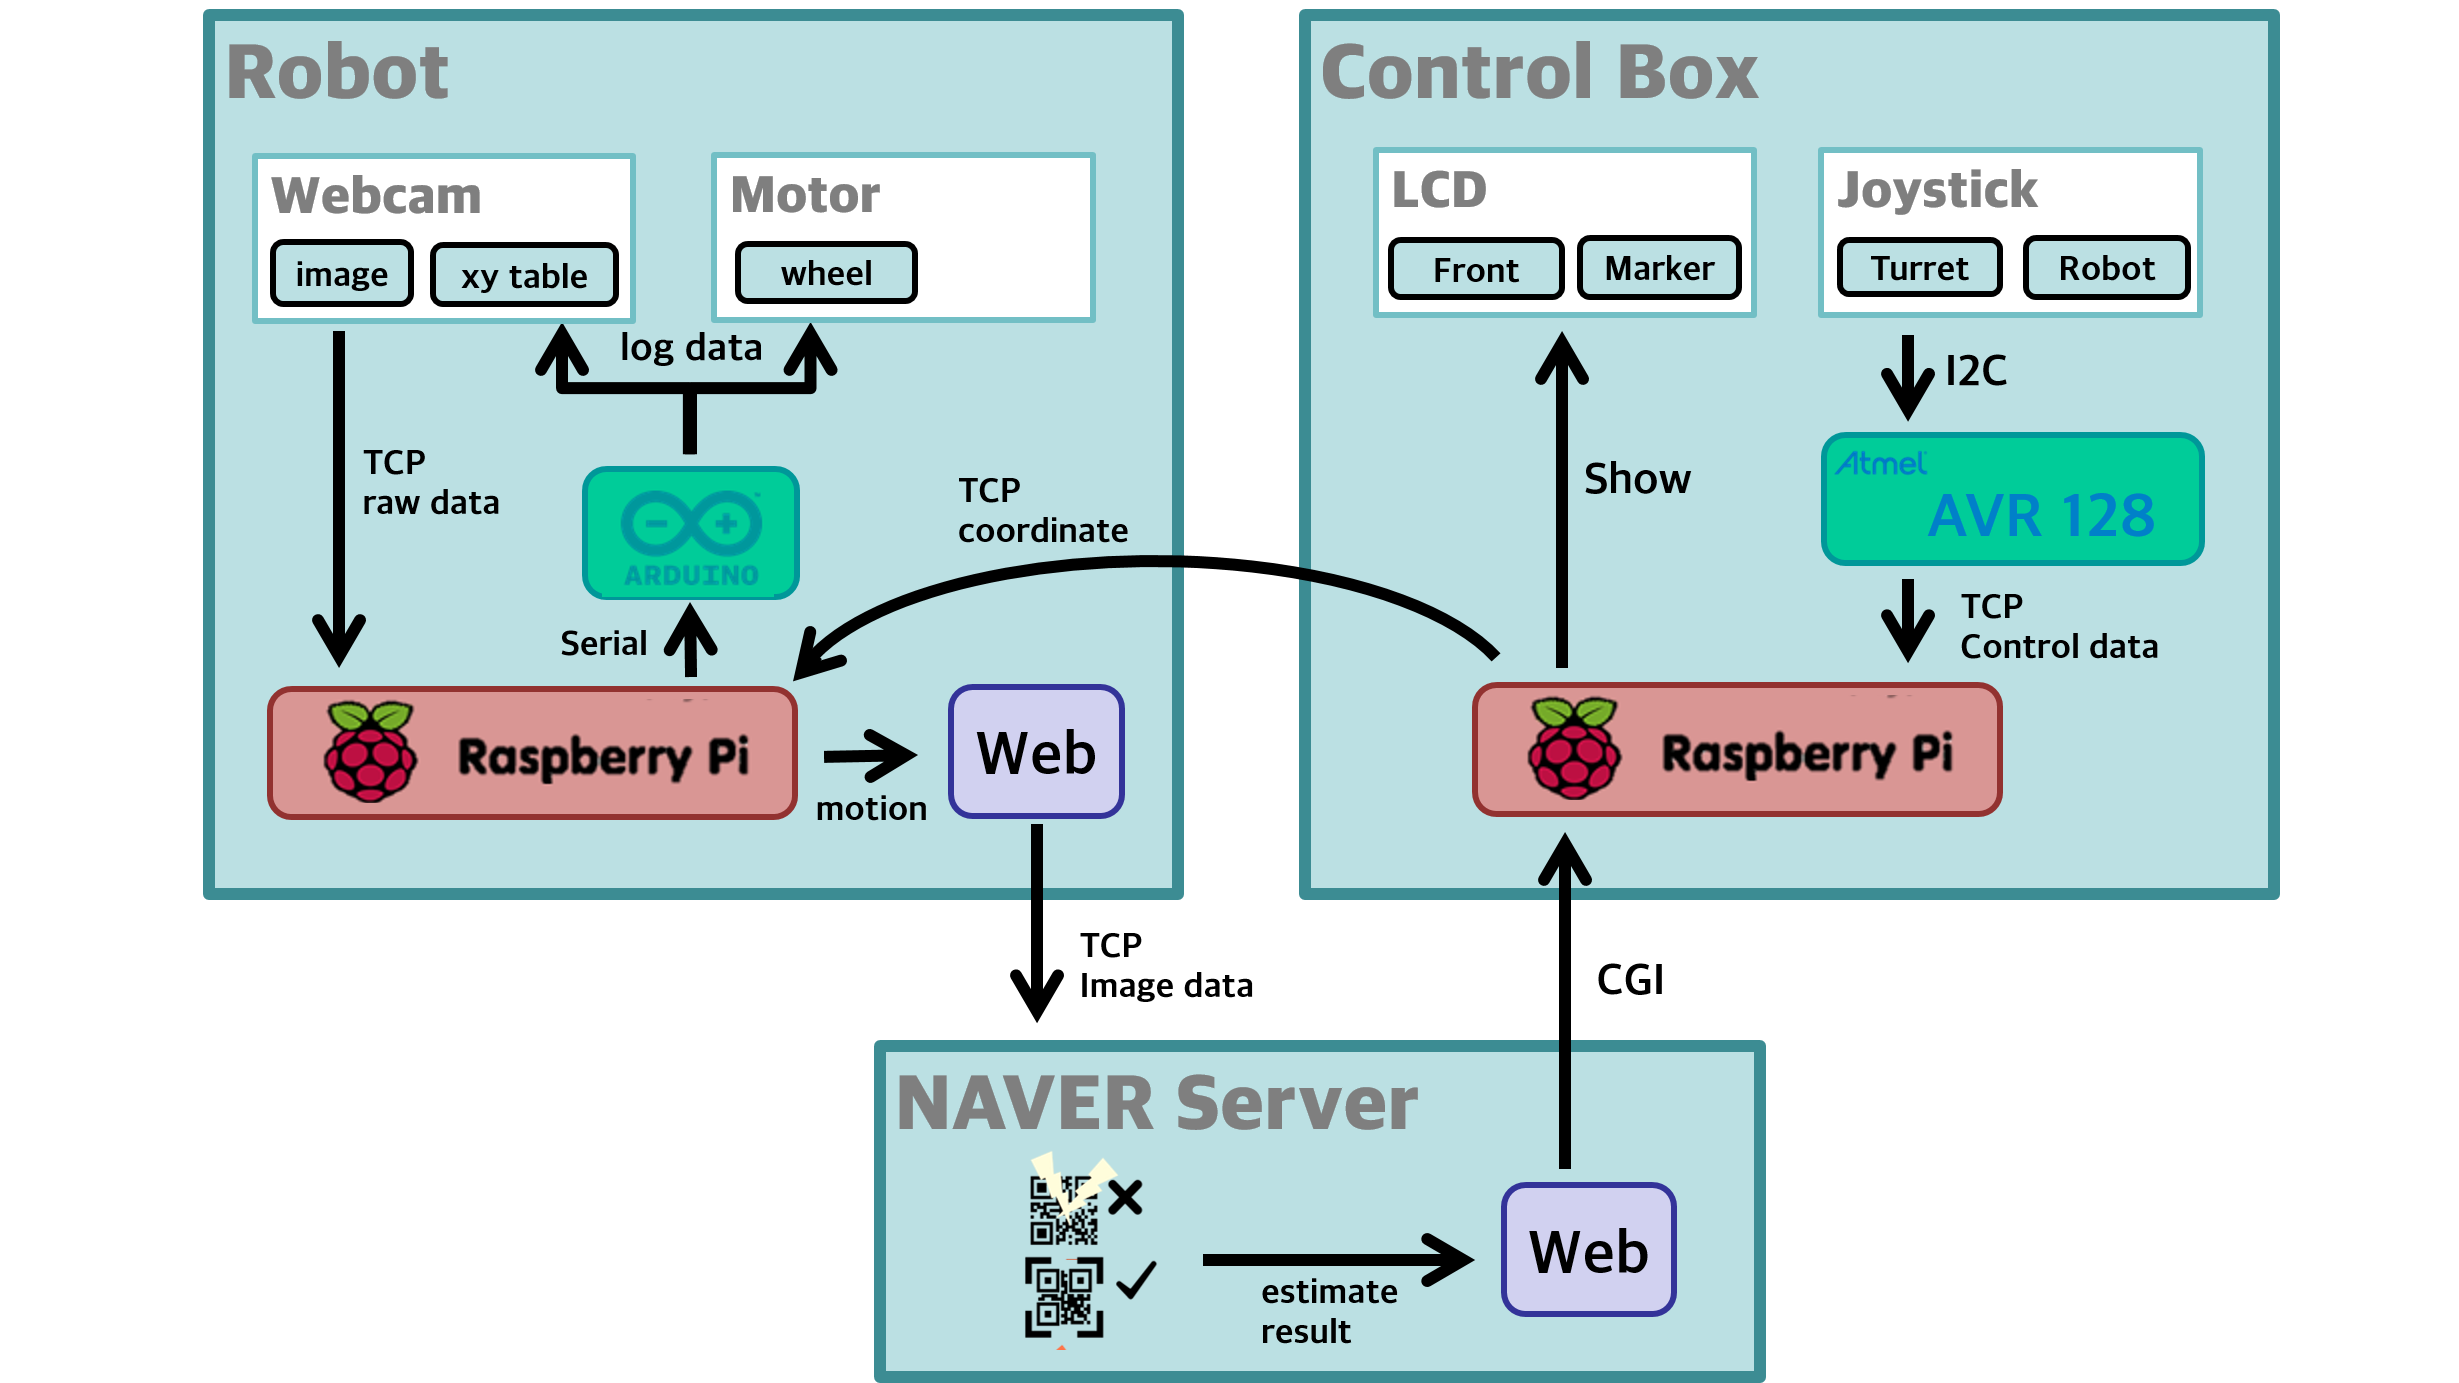 Robot
Webcam
image
xy table
Motor
wheel
log data
TCP
raw data
ARDUINO
Serial
TCP
coordinate
Raspberry Pi
motion
Web
Control Box
LCD
Front
Marker
Joystick
Turret
Robot
I2C
Show
Atmel
AVR 128
TCP
Control data
Raspberry Pi
TCP
Image data
CGI
NAVER Server
estimate
result
Web